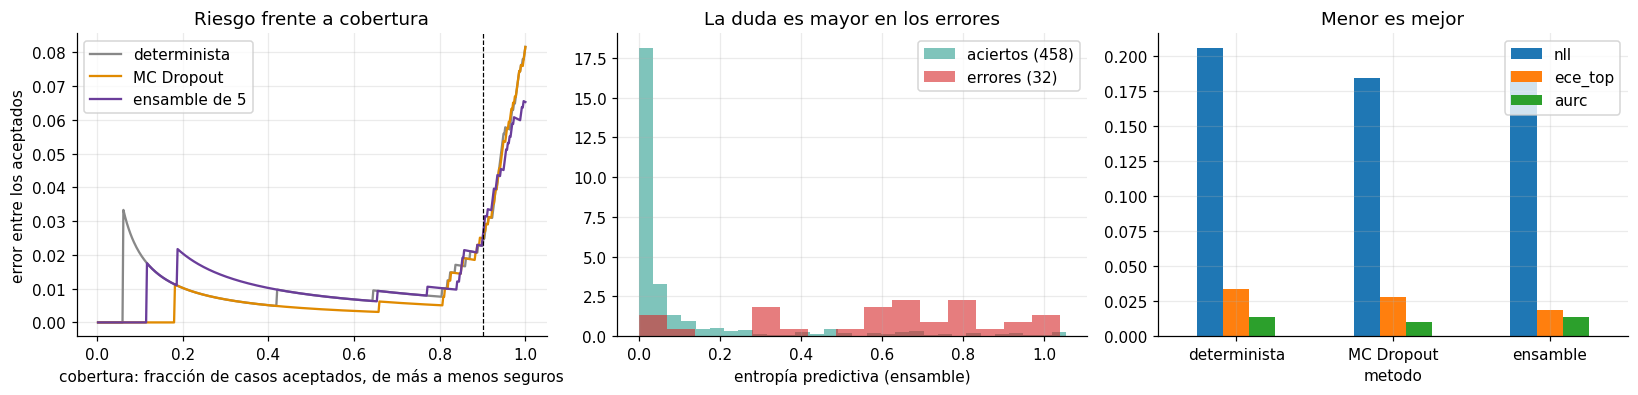 Riesgo frente a cobertura
determinista
MC Dropout
ensamble de 5
error entre los aceptados
0.08
0.07
0.06
0.05
0.04
0.03
0.02
0.01
0.00
0.0 0.2 0.4 0.6 0.8 1.0
cobertura: fracción de casos aceptados, de más a menos seguros
La duda es mayor en los errores
aciertos (458)
errores (32)
17.5
15.0
12.5
10.0
7.5
5.0
2.5
0.0
0.0 0.2 0.4 0.6 0.8 1.0
entropía predictiva (ensamble)
Menor es mejor
nll
ece_top
aurc
0.200
0.175
0.150
0.125
0.100
0.075
0.050
0.025
0.000
determinista MC Dropout ensamble
metodo